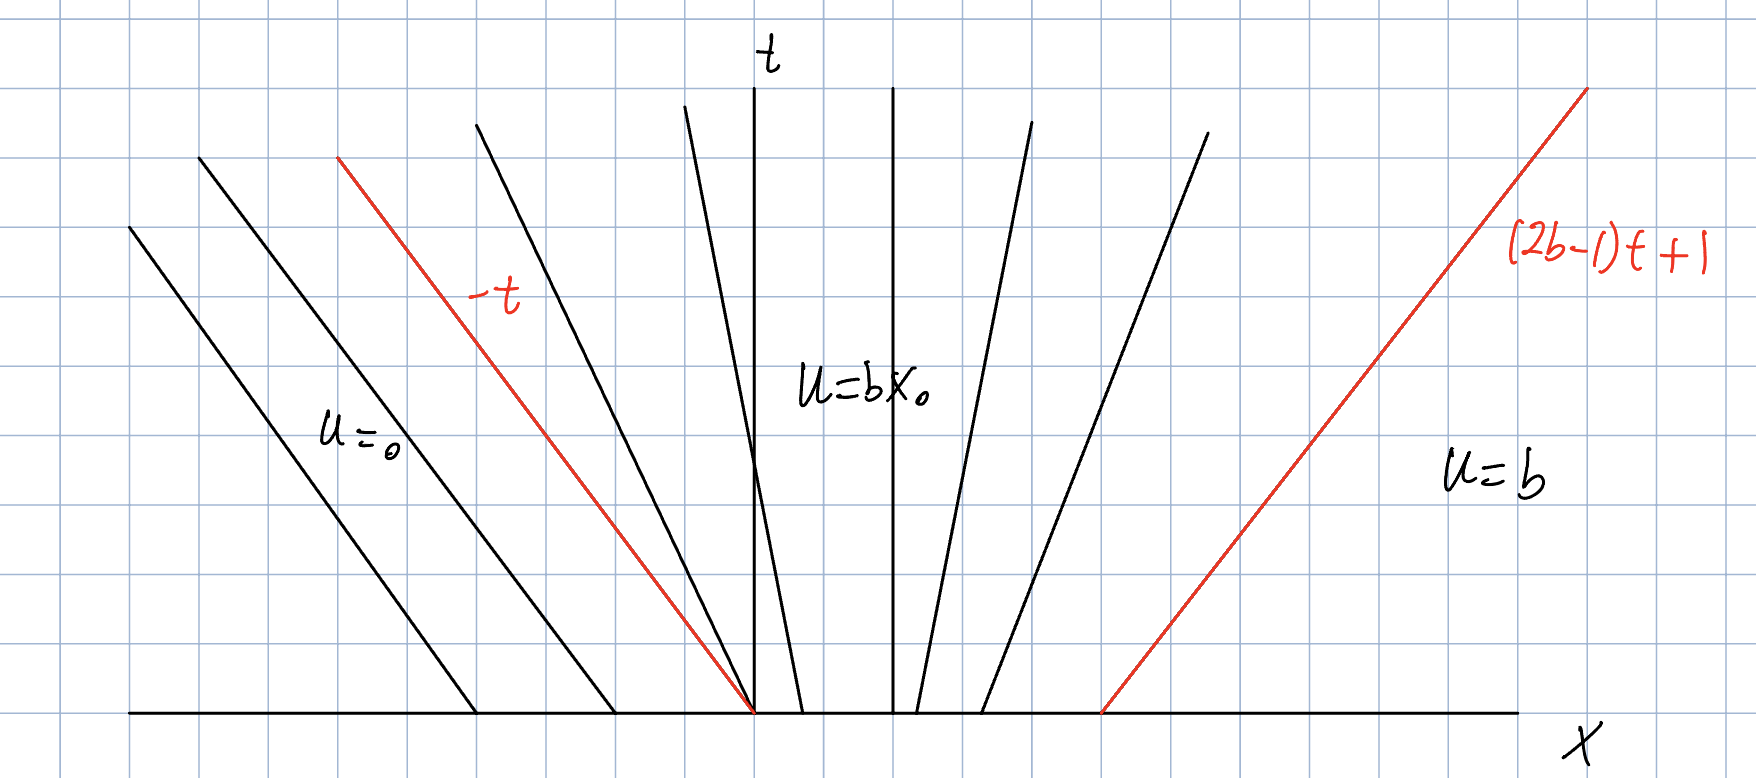 t
(2b-1)t+1
-t
u=bx₀
u=₀
u=b
x